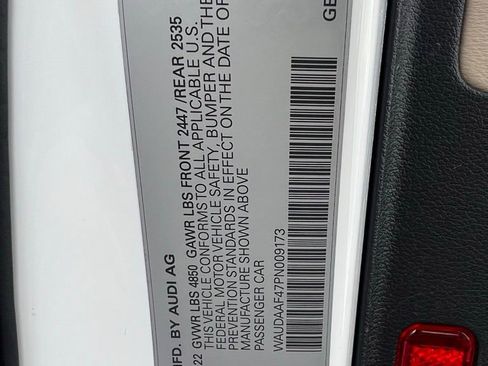 MFD. BY AUDI AG
22 GVWR LBS 4850 GAWR LBS FRONT 2447 /REAR 2535
THIS VEHICLE CONFORMS TO ALL APPLICABLE U.S.
FEDERAL MOTOR VEHICLE SAFETY, BUMPER AND THE
PREVENTION STANDARDS IN EFFECT ON THE DATE OF
MANUFACTURE SHOWN ABOVE
PASSENGER CAR
WAUDAAF47PN009173
GE